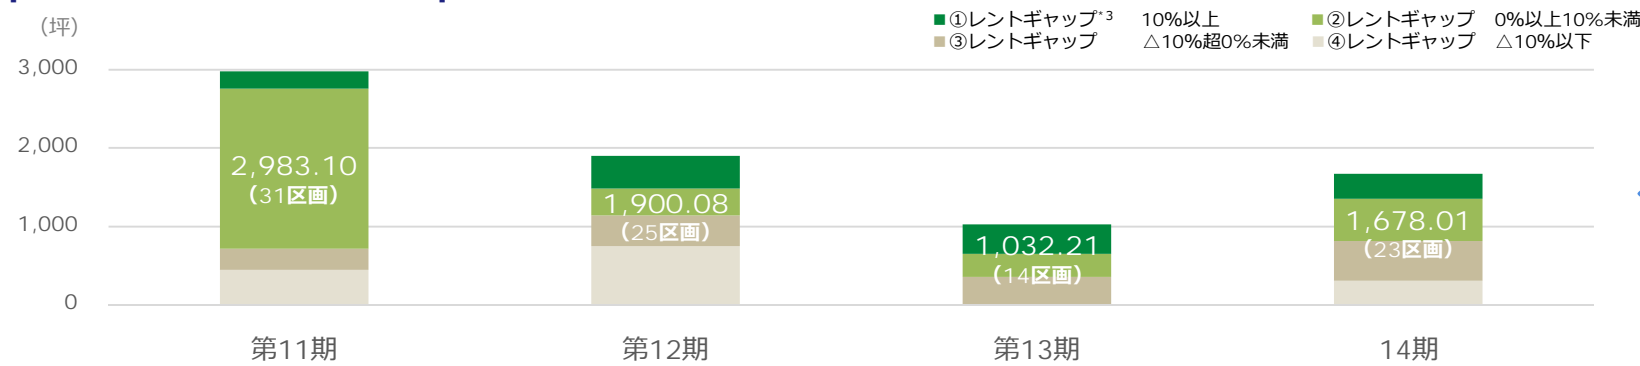 （坪）
■①レントギャップ*3 10%以上 ■②レントギャップ 0%以上10%未満
■③レントギャップ △10%超0%未満 ■④レントギャップ △10%以下
3,000
2,000
1,000
0
2,983.10
（31区画）
1,900.08
（25区画）
1,032.21
（14区画）
1,678.01
（23区画）
第11期 第12期 第13期 14期